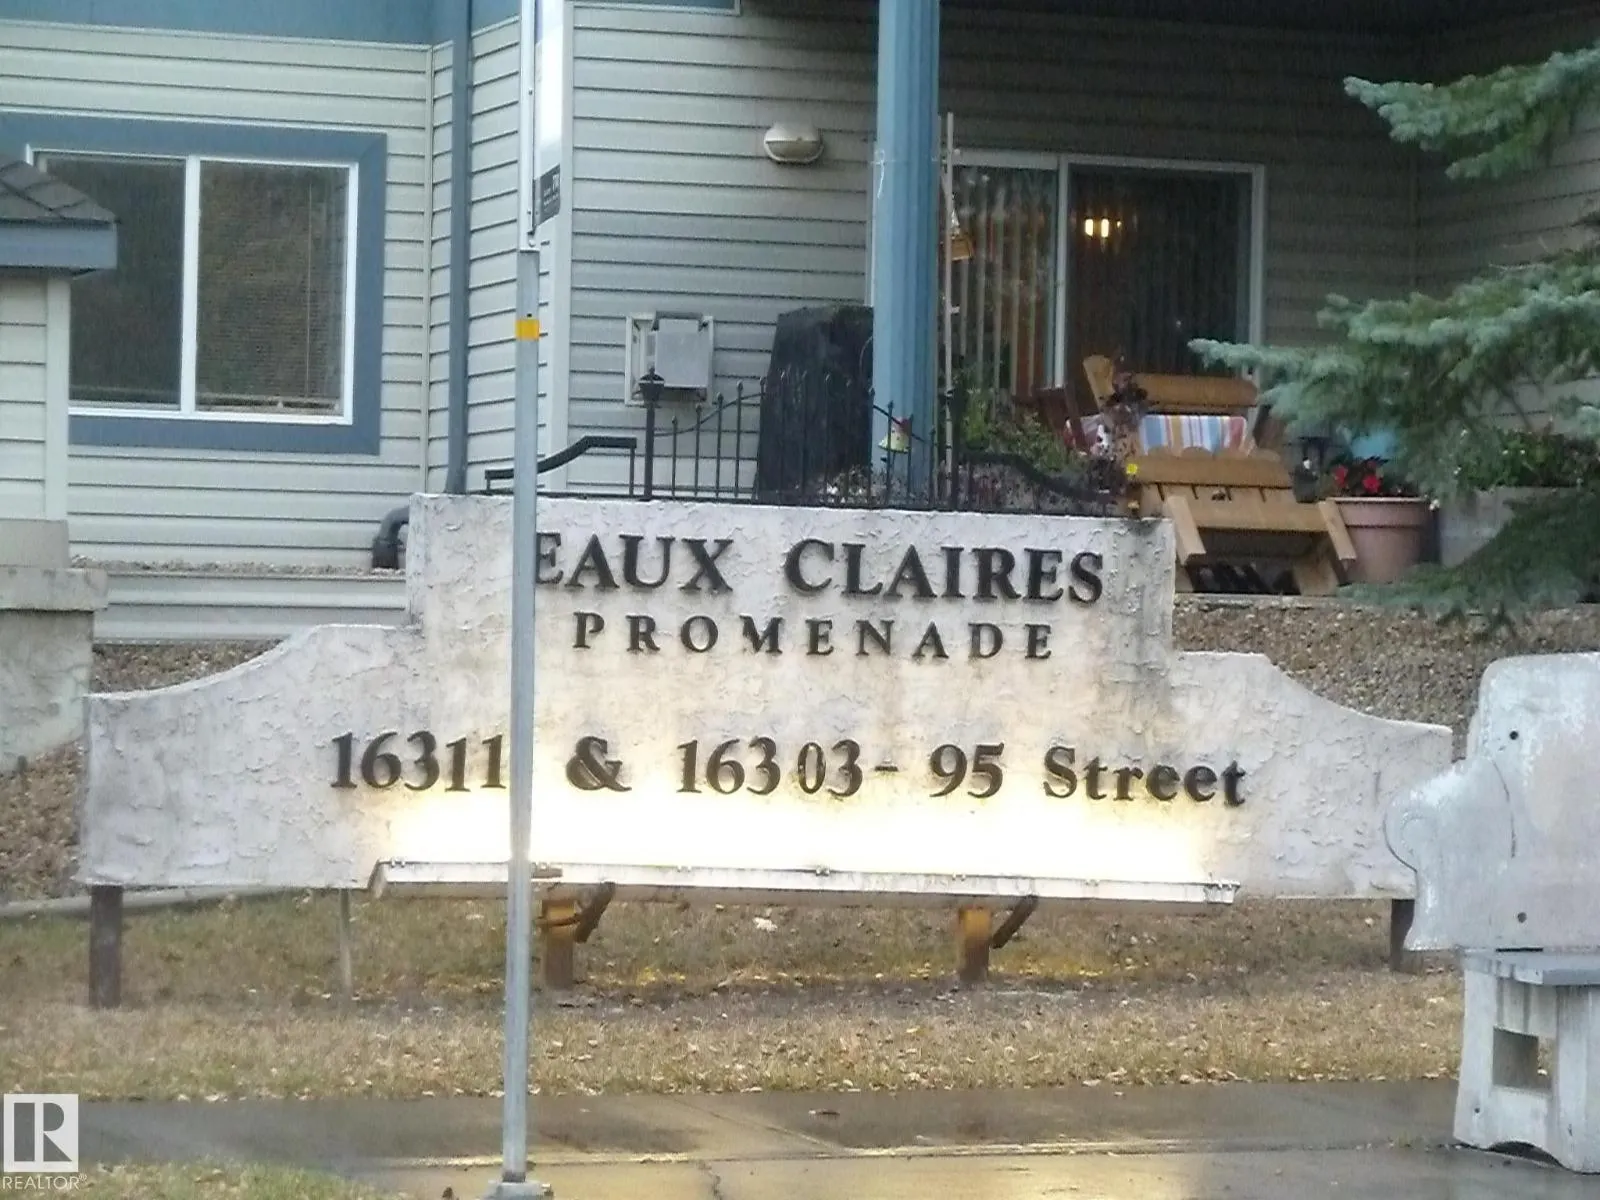 EAUX CLAIRES
PROMENADE
16311 & 16303-95 Street
REALTOR®